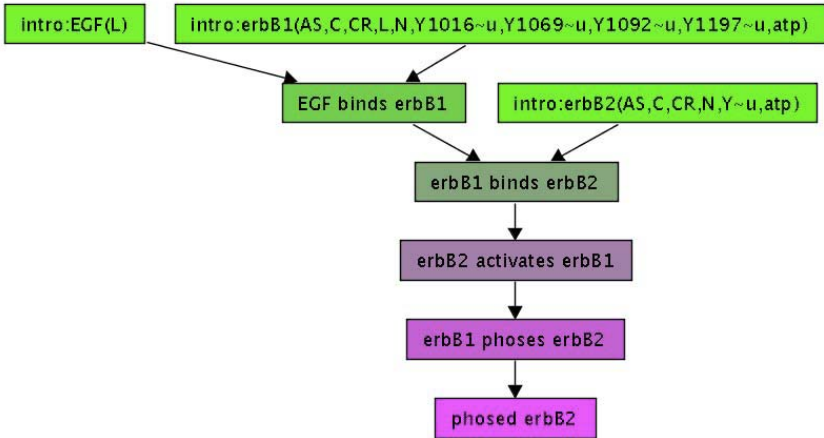 intro:EGF(L)
intro:erbB1(AS,C,CR,L,N,Y1016~u,Y1069~u,Y1092~u,Y1197~u,atp)
EGF binds erbB1
intro:erbB2(AS,C,CR,N,Y~u,atp)
erbB1 binds erbB2
erbB2 activates erbB1
erbB1 phoses erbB2
phosed erbB2